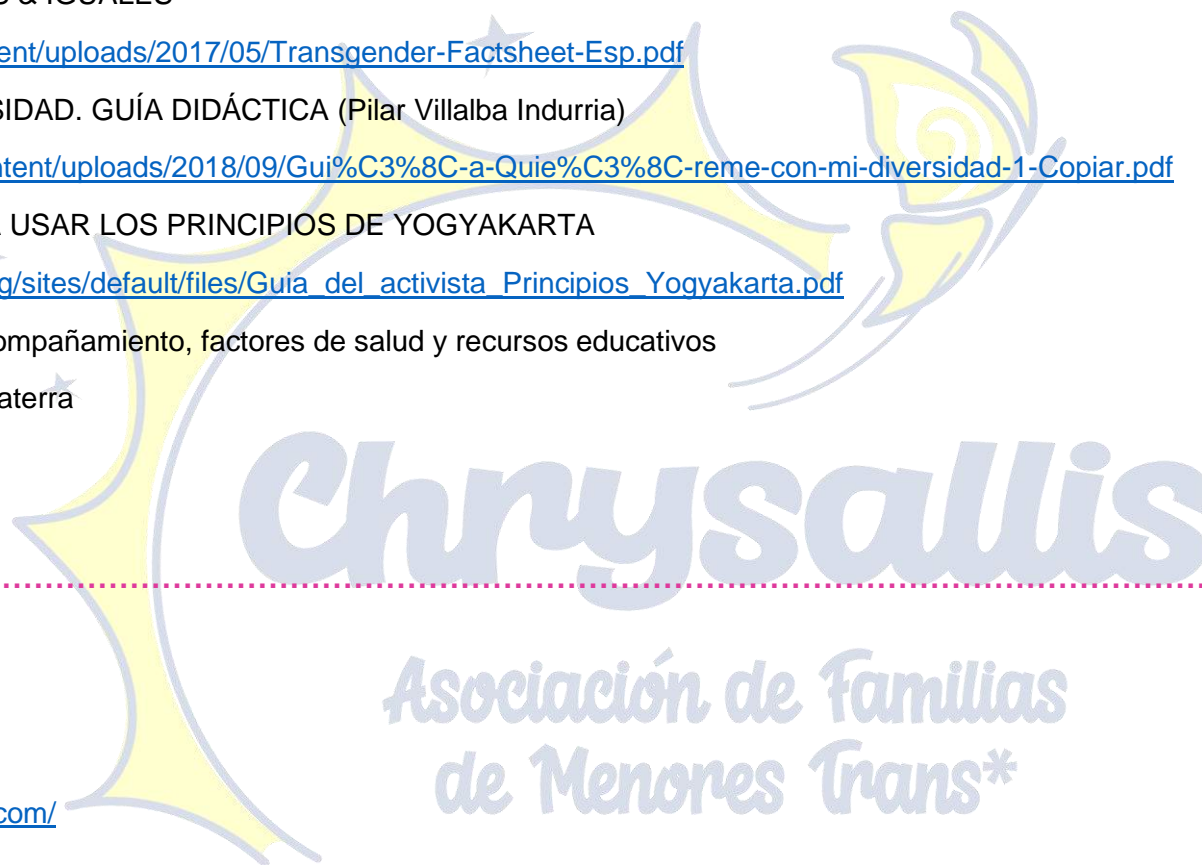 & IGUALES
ent/uploads/2017/05/Transgender-Factsheet-Esp.pdf
SIDAD. GUÍA DIDÁCTICA (Pilar Villalba Indurria)
ntent/uploads/2018/09/Gui%C3%8C-a-Quie%C3%8C-reme-con-mi-diversidad-1-Copiar.pdf
USAR LOS PRINCIPIOS DE YOGYAKARTA
g/sites/default/files/Guia_del_activista_Principios_Yogyakarta.pdf
ompañamiento, factores de salud y recursos educativos
aterra
Chrysallis
Asociación de Familias
de Menores Trans*
com/